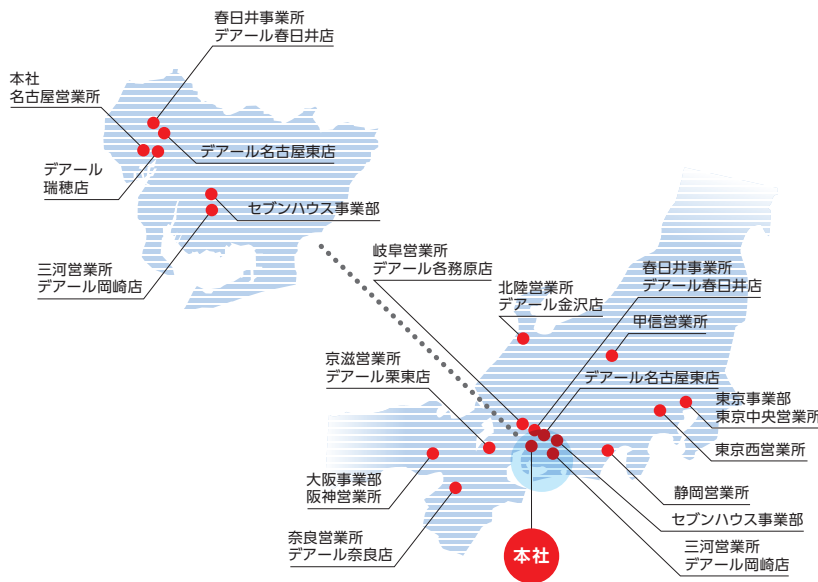 春日井事業所
デアール春日井店
本社
名古屋営業所
デアール名古屋東店
デアール
瑞穂店
セブンハウス事業部
三河営業所
デアール岡崎店
岐阜営業所
デアール各務原店
北陸営業所
デアール金沢店
春日井事業所
デアール春日井店
甲信営業所
京滋営業所
デアール栗東店
デアール名古屋東店
東京事業部
東京中央営業所
東京西営業所
大阪事業部
阪神営業所
静岡営業所
セブンハウス事業部
奈良営業所
デアール奈良店
本社
三河営業所
デアール岡崎店